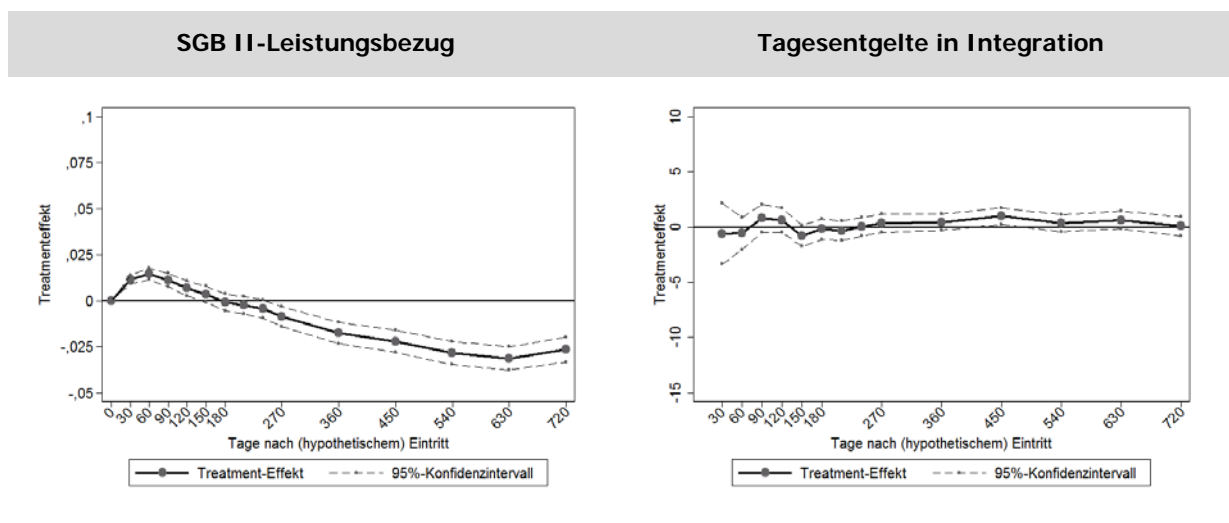 SGB II-Leistungsbezug
Tagesentgelte in Integration
,1
,075
,05
,025
0
-,025
-,05
Treatmenteffekt
0 30 60 90 120 150 180 270 360 450 540 630 720
Tage nach (hypothetischem) Eintritt
Treatment-Effekt 95%-Konfidenzintervall
10
5
0
-5
-10
-15
Treatmenteffekt
30 60 90 120 150 180 270 360 450 540 630 720
Tage nach (hypothetischem) Eintritt
Treatment-Effekt 95%-Konfidenzintervall